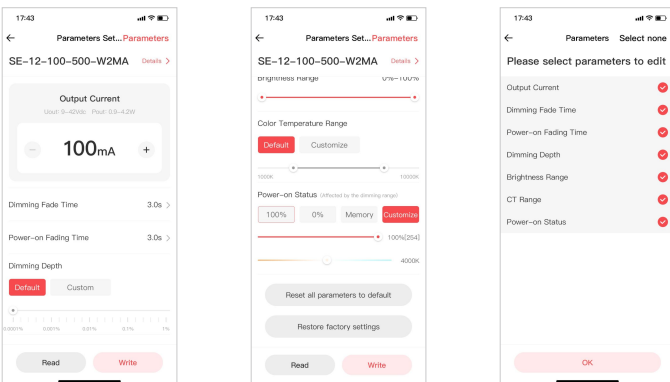 17:43
Parameters Set... Parameters
SE-12-100-500-W2MA Details >
Output Current
Uout: 9-42Vdc Pout: 0.9-4.2W
− 100mA +
Dimming Fade Time 3.0s >
Power-on Fading Time 3.0s >
Dimming Depth
Default Custom
0.0001% 0.001% 0.01% 0.1% 1%
Read Write
17:43
Parameters Set... Parameters
SE-12-100-500-W2MA Details >
Brightness Range 0%-100%
Color Temperature Range
Default Customize
1000K 10000K
Power-on Status (Affected by the dimming range)
100% 0% Memory Customize
100%[254]
4000K
Reset all parameters to default
Restore factory settings
Read Write
17:43
Parameters Select none
Please select parameters to edit
Output Current
Dimming Fade Time
Power-on Fading Time
Dimming Depth
Brightness Range
CT Range
Power-on Status
OK